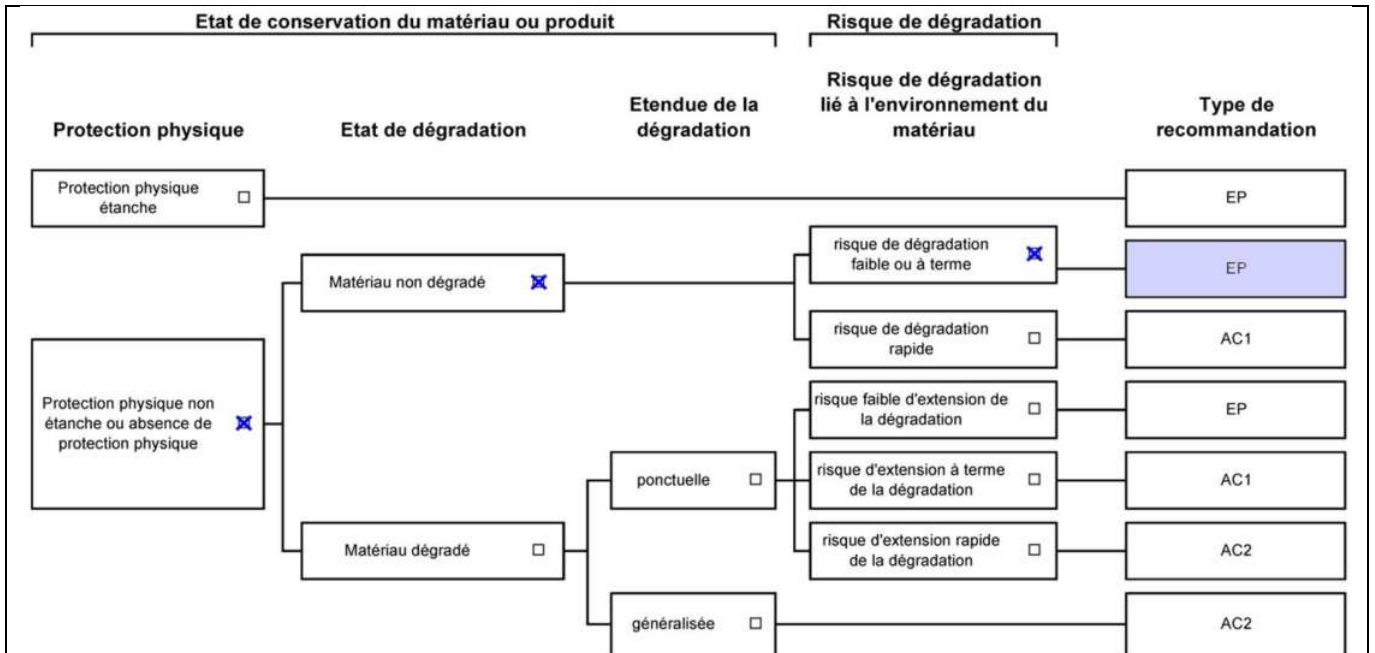 Etat de conservation du matériau ou produit
Risque de dégradation
Protection physique
Etat de dégradation
Etendue de la
dégradation
Risque de dégradation
lié à l'environnement du
matériau
Type de
recommandation
Protection physique
étanche
EP
risque de dégradation
faible ou à terme
EP
Matériau non dégradé
risque de dégradation
rapide
AC1
Protection physique non
étanche ou absence de
protection physique
risque faible d'extension de
la dégradation
EP
ponctuelle
risque d'extension à terme
de la dégradation
AC1
Matériau dégradé
risque d'extension rapide
de la dégradation
AC2
généralisée
AC2